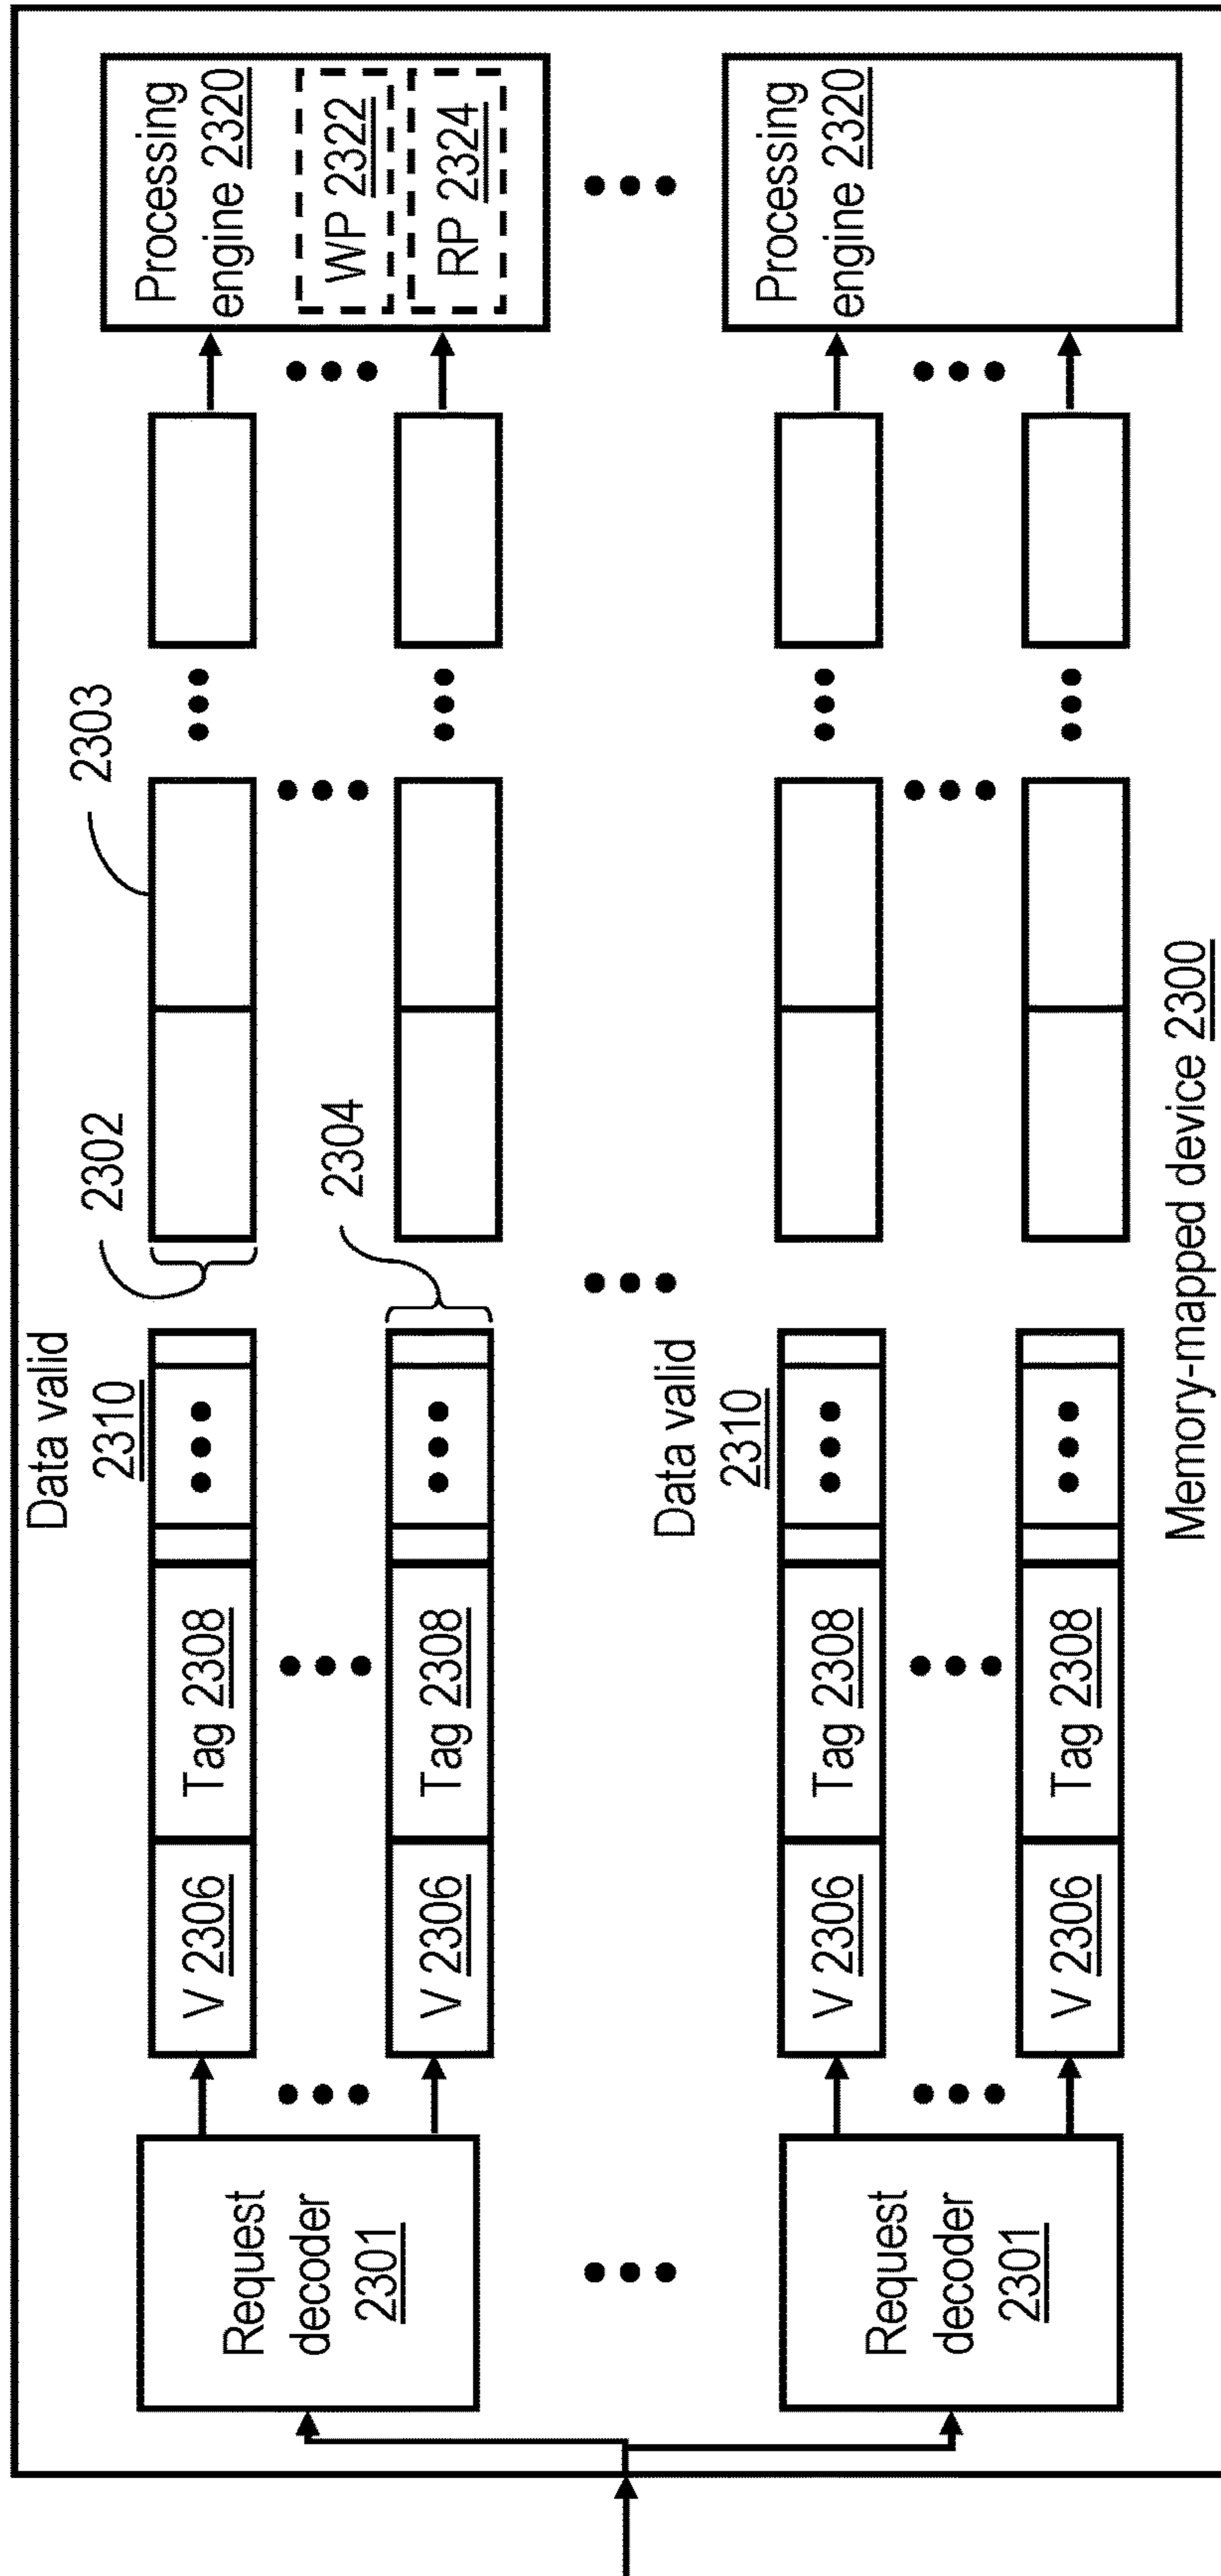 Request
decoder
2301
V 2306
Tag 2308
Data valid
2310
2302
2303
Processing
engine 2320
WP 2322
RP 2324
V 2306
Tag 2308
2304
Request
decoder
2301
V 2306
Tag 2308
Data valid
2310
Processing
engine 2320
V 2306
Tag 2308
Memory-mapped device 2300